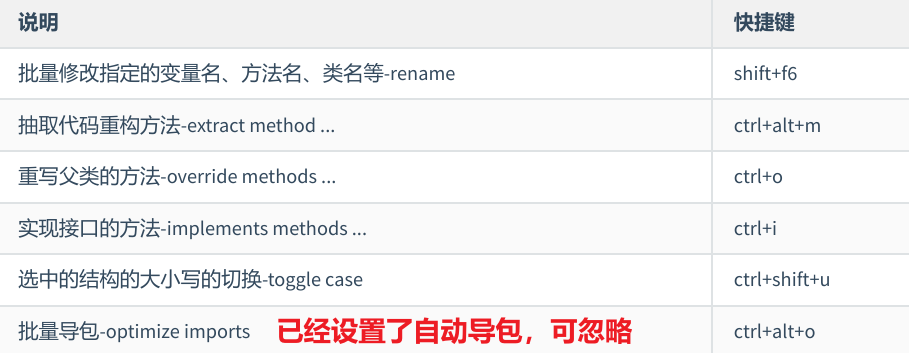 说明 快捷键
批量修改指定的变量名、方法名、类名等-rename shift+f6
抽取代码重构方法-extract method ... ctrl+alt+m
重写父类的方法-override methods ... ctrl+o
实现接口的方法-implements methods ... ctrl+i
选中的结构的大小写的切换-toggle case ctrl+shift+u
批量导包-optimize imports 已经设置了自动导包，可忽略 ctrl+alt+o